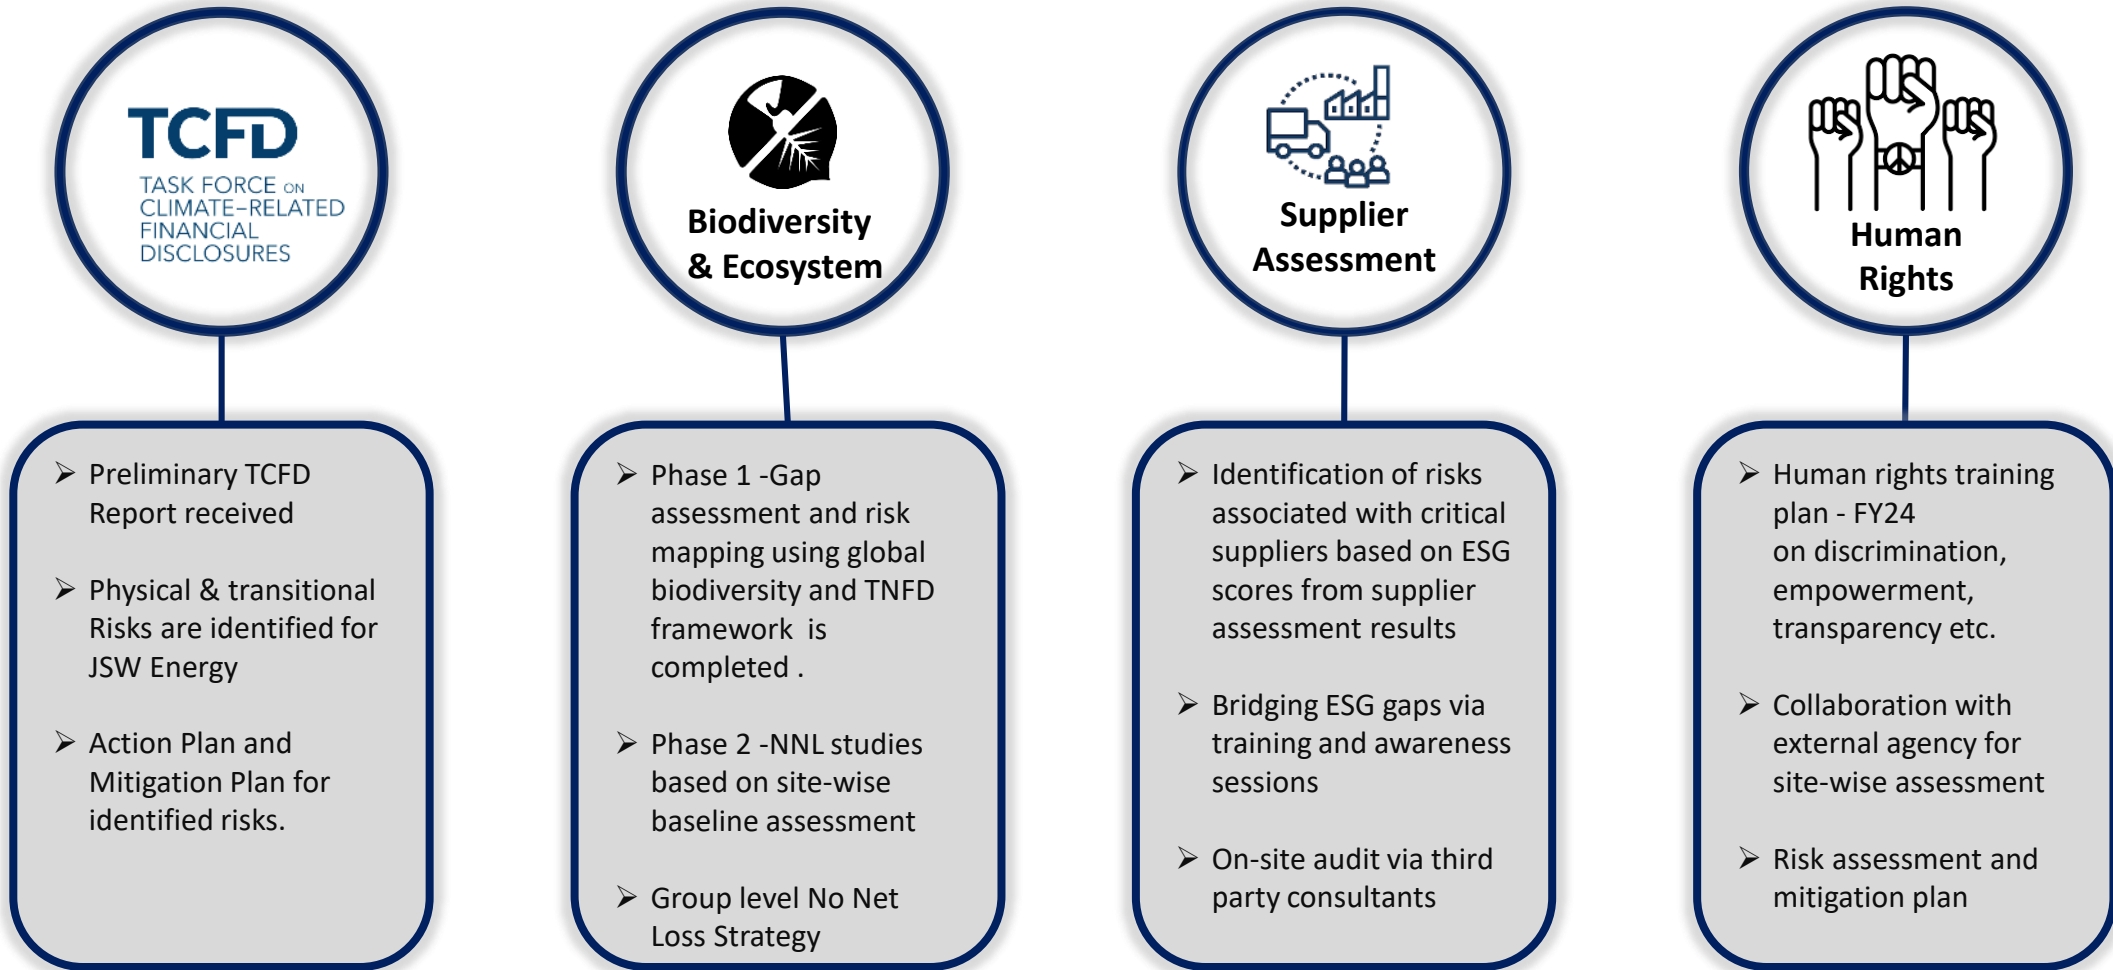 TCFD
TASK FORCE ON
CLIMATE-RELATED
FINANCIAL
DISCLOSURES
➢ Preliminary TCFD
Report received
➢ Physical & transitional
Risks are identified for
JSW Energy
➢ Action Plan and
Mitigation Plan for
identified risks.
Biodiversity
& Ecosystem
➢ Phase 1 -Gap
assessment and risk
mapping using global
biodiversity and TNFD
framework is
completed .
➢ Phase 2 -NNL studies
based on site-wise
baseline assessment
➢ Group level No Net
Loss Strategy
Supplier
Assessment
➢ Identification of risks
associated with critical
suppliers based on ESG
scores from supplier
assessment results
➢ Bridging ESG gaps via
training and awareness
sessions
➢ On-site audit via third
party consultants
Human
Rights
➢ Human rights training
plan - FY24
on discrimination,
empowerment,
transparency etc.
➢ Collaboration with
external agency for
site-wise assessment
➢ Risk assessment and
mitigation plan